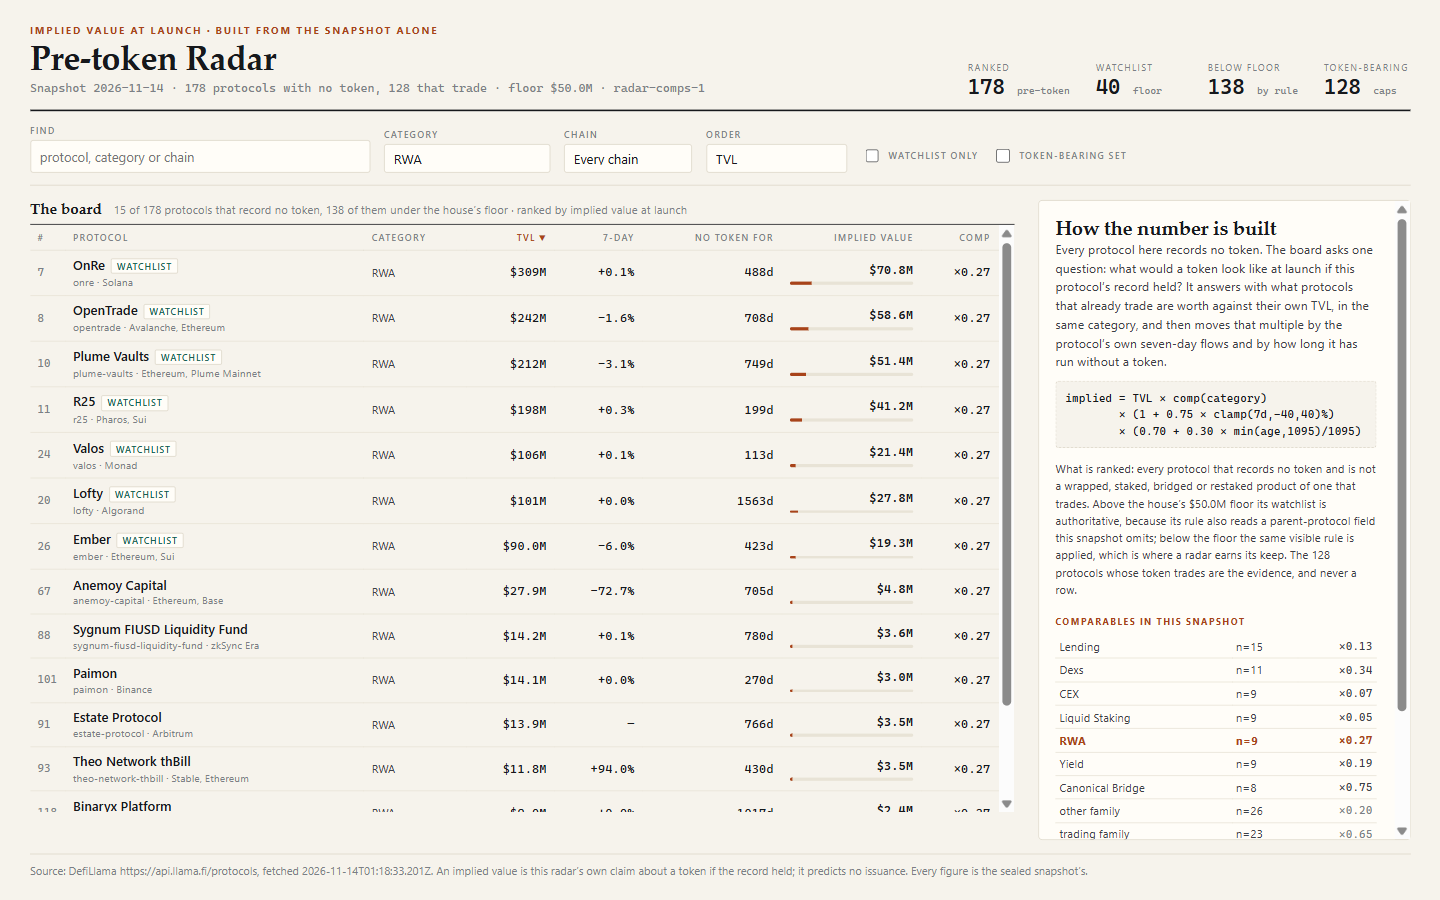 IMPLIED VALUE AT LAUNCH · BUILT FROM THE SNAPSHOT ALONE
Pre-token Radar
Snapshot 2026-11-14 · 178 protocols with no token, 128 that trade · floor $50.0M · radar-comps-1
RANKED
178 pre-token
WATCHLIST
40 floor
BELOW FLOOR
138 by rule
TOKEN-BEARING
128 caps
FIND
protocol, category or chain
CATEGORY
RWA
CHAIN
Every chain
ORDER
TVL
WATCHLIST ONLY
TOKEN-BEARING SET
The board 15 of 178 protocols that record no token, 138 of them under the house's floor · ranked by implied value at launch
# PROTOCOL CATEGORY TVL ▼ 7-DAY NO TOKEN FOR IMPLIED VALUE COMP
7 OnRe WATCHLIST RWA $309M +0.1% 488d $70.8M ×0.27
onre · Solana
8 OpenTrade WATCHLIST RWA $242M −1.6% 708d $58.6M ×0.27
opentrade · Avalanche, Ethereum
10 Plume Vaults WATCHLIST RWA $212M −3.1% 749d $51.4M ×0.27
plume-vaults · Ethereum, Plume Mainnet
11 R25 WATCHLIST RWA $198M +0.3% 199d $41.2M ×0.27
r25 · Pharos, Sui
24 Valos WATCHLIST RWA $106M +0.1% 113d $21.4M ×0.27
valos · Monad
20 Lofty WATCHLIST RWA $101M +0.0% 1563d $27.8M ×0.27
lofty · Algorand
26 Ember WATCHLIST RWA $90.0M −6.0% 423d $19.3M ×0.27
ember · Ethereum, Sui
67 Anemoy Capital RWA $27.9M −72.7% 705d $4.8M ×0.27
anemoy-capital · Ethereum, Base
88 Sygnum FIUSD Liquidity Fund RWA $14.2M +0.1% 780d $3.6M ×0.27
sygnum-fiusd-liquidity-fund · zkSync Era
101 Paimon RWA $14.1M +0.0% 270d $3.0M ×0.27
paimon · Binance
91 Estate Protocol RWA $13.9M — 766d $3.5M ×0.27
estate-protocol · Arbitrum
93 Theo Network thBill RWA $11.8M +94.0% 430d $3.5M ×0.27
theo-network-thbill · Stable, Ethereum
Binaryx Platform
How the number is built
Every protocol here records no token. The board asks one
question: what would a token look like at launch if this
protocol's record held? It answers with what protocols
that already trade are worth against their own TVL, in the
same category, and then moves that multiple by the
protocol's own seven-day flows and by how long it has
run without a token.
implied = TVL × comp(category)
× (1 + 0.75 × clamp(7d,−40,40)%)
× (0.70 + 0.30 × min(age,1095)/1095)
What is ranked: every protocol that records no token and is not
a wrapped, staked, bridged or restaked product of one that
trades. Above the house's $50.0M floor its watchlist is
authoritative, because its rule also reads a parent-protocol field
this snapshot omits; below the floor the same visible rule is
applied, which is where a radar earns its keep. The 128
protocols whose token trades are the evidence, and never a
row.
COMPARABLES IN THIS SNAPSHOT
Lending n=15 ×0.13
Dexs n=11 ×0.34
CEX n=9 ×0.07
Liquid Staking n=9 ×0.05
RWA n=9 ×0.27
Yield n=9 ×0.19
Canonical Bridge n=8 ×0.75
other family n=26 ×0.20
trading family n=23 ×0.65
Source: DefiLlama https://api.llama.fi/protocols, fetched 2026-11-14T01:18:33.201Z. An implied value is this radar's own claim about a token if the record held; it predicts no issuance. Every figure is the sealed snapshot's.